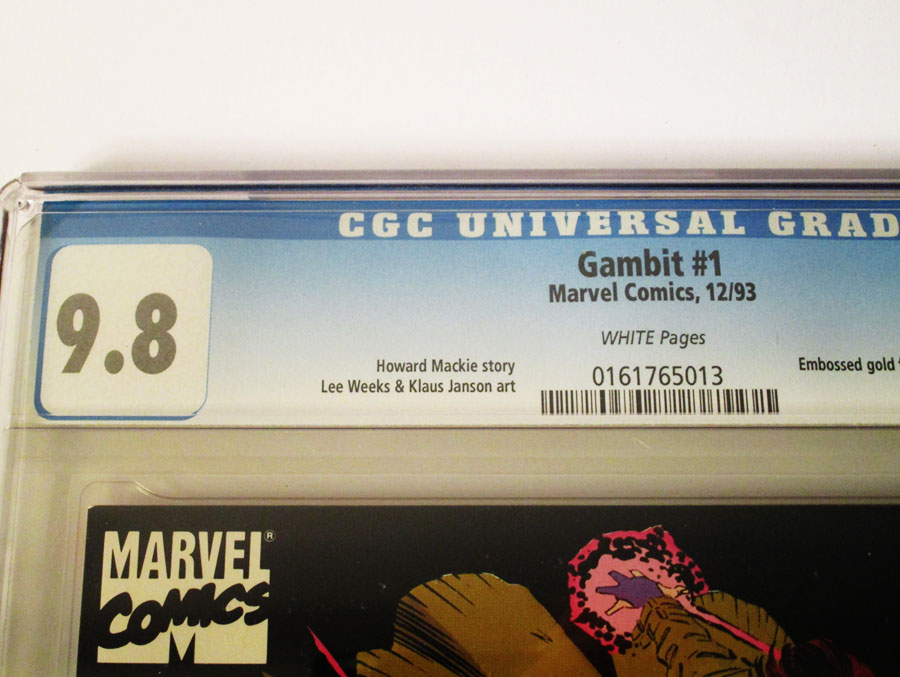 CGC UNIVERSAL GRAD
Gambit #1
Marvel Comics, 12/93
9.8
WHITE Pages
Howard Mackie story
Lee Weeks & Klaus Janson art
0161765013
Embossed gold
MARVEL®
COMICS
M